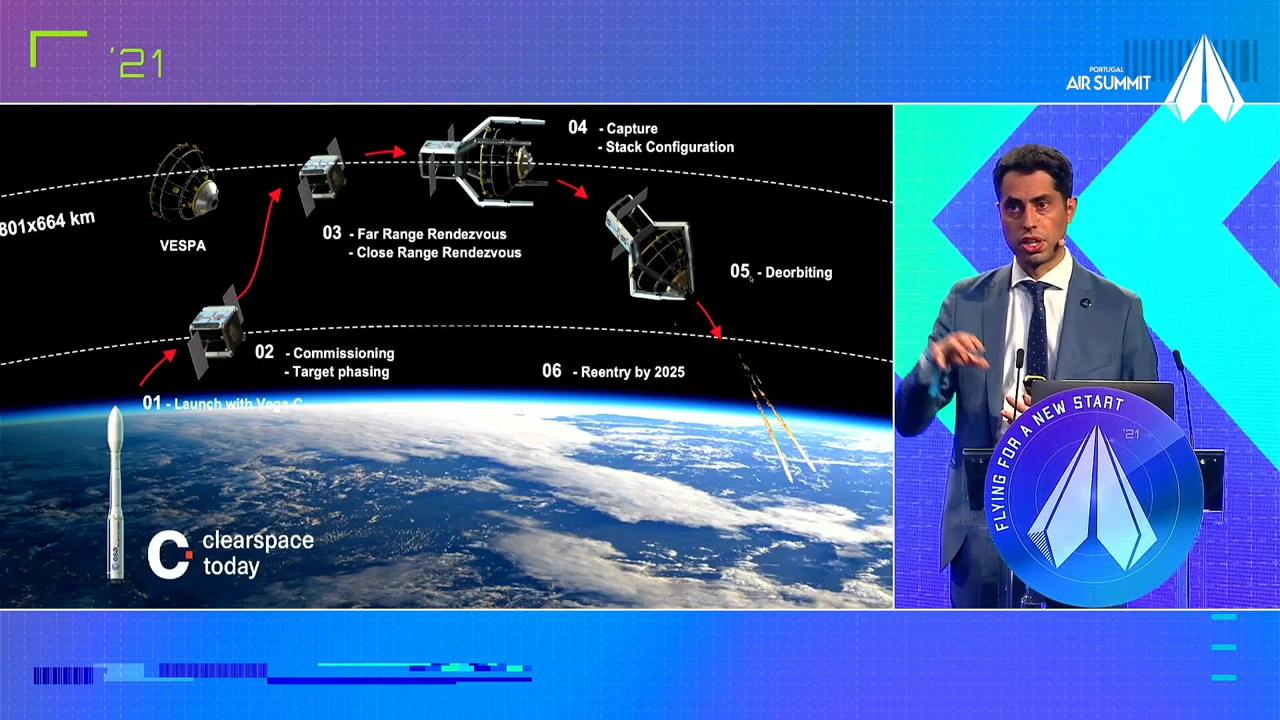 '21
PORTUGAL
AIR SUMMIT
04 - Capture
- Stack Configuration
801x664 km
VESPA
03 - Far Range Rendezvous
- Close Range Rendezvous
05 - Deorbiting
02 - Commissioning
- Target phasing
06 - Reentry by 2025
01 - Launch with Vega-C
esa
clearspace
today
FLYING FOR A NEW START
'21